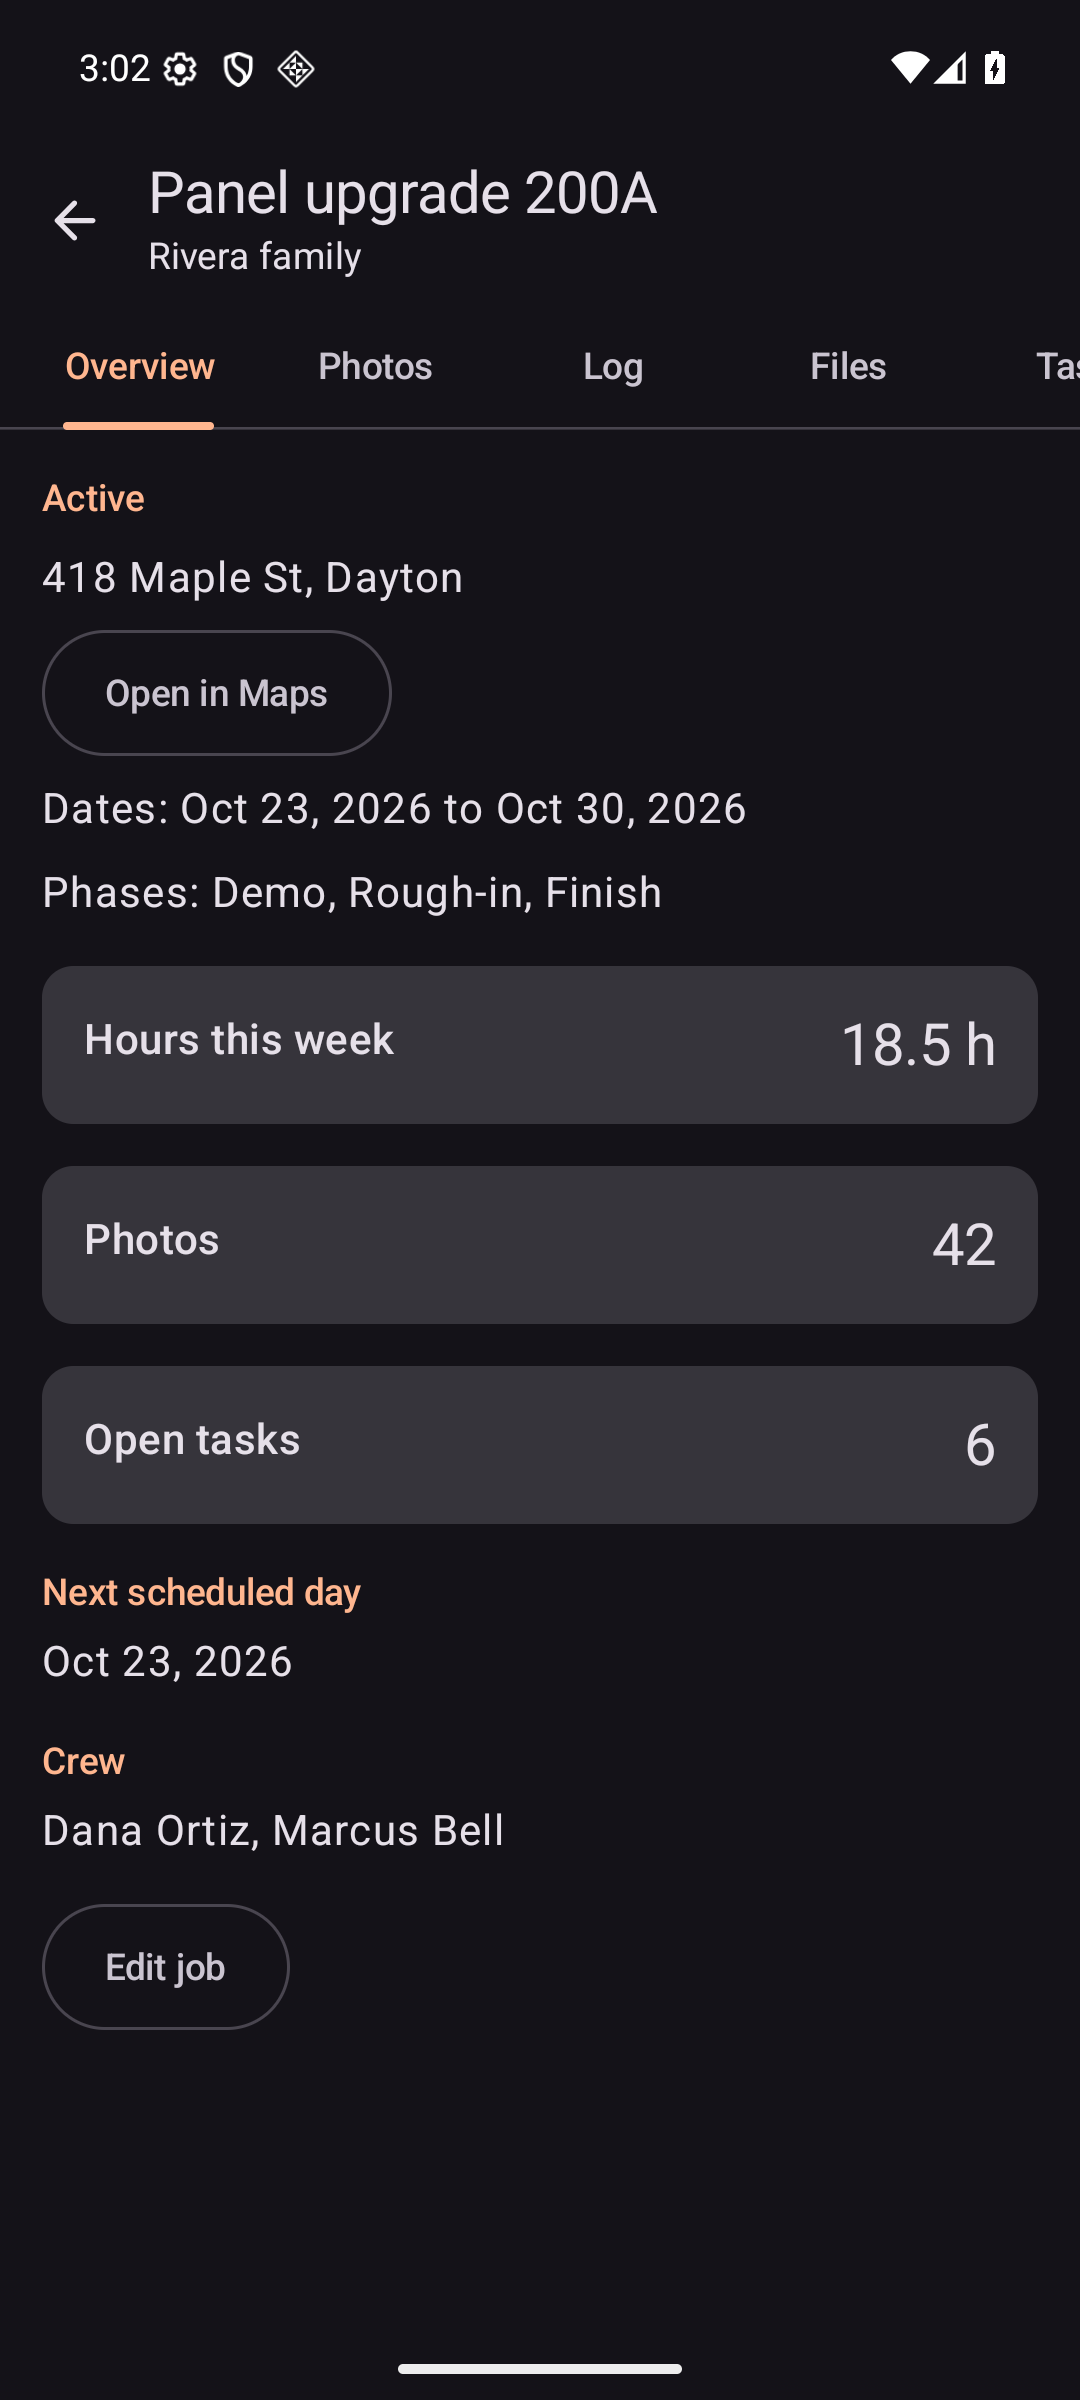 3:02
Panel upgrade 200A
Rivera family
Overview Photos Log Files Tas
Active
418 Maple St, Dayton
Open in Maps
Dates: Oct 23, 2026 to Oct 30, 2026
Phases: Demo, Rough-in, Finish
Hours this week 18.5 h
Photos 42
Open tasks 6
Next scheduled day
Oct 23, 2026
Crew
Dana Ortiz, Marcus Bell
Edit job